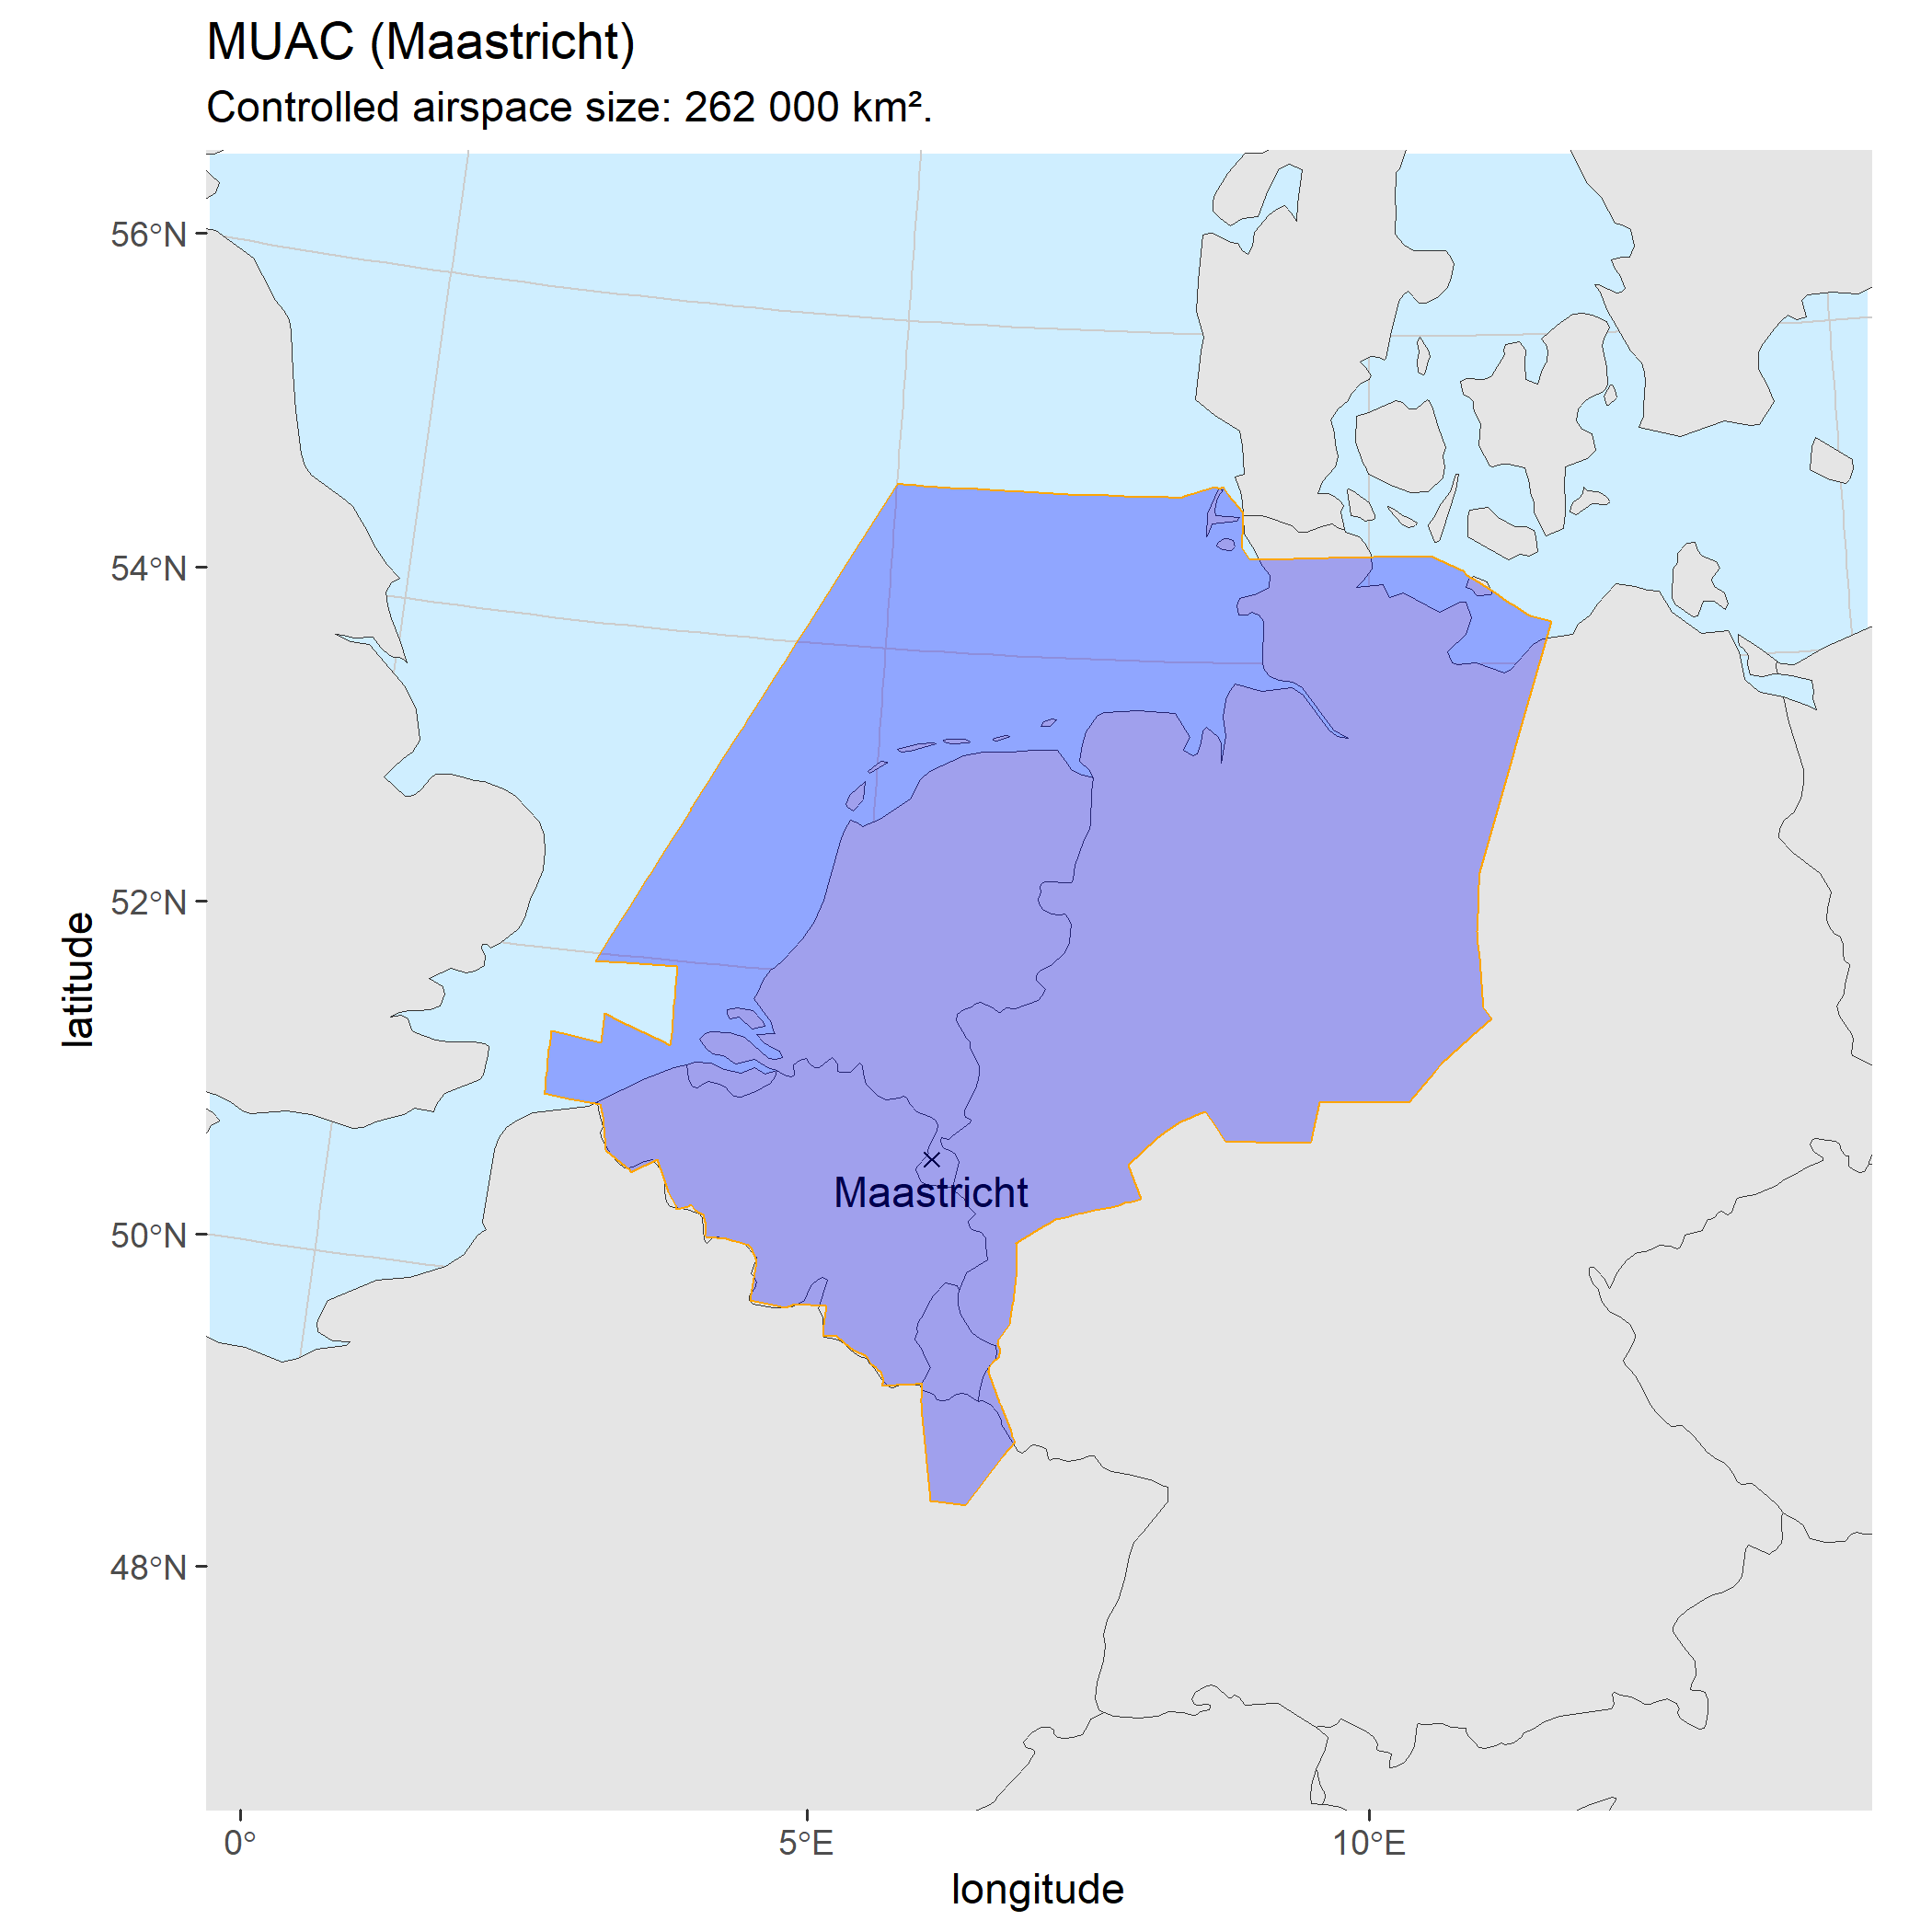 MUAC (Maastricht)
Controlled airspace size: 262 000 km².
56°N
54°N
52°N
50°N
48°N
latitude
Maastricht
0°
5°E
10°E
longitude